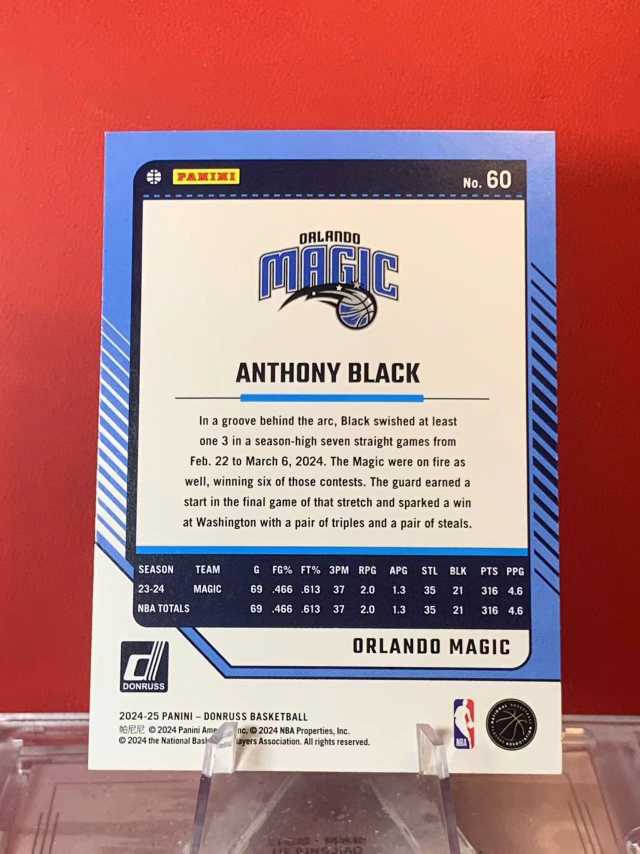 PANINI
No. 60
ORLANDO
MAGIC
ANTHONY BLACK
In a groove behind the arc, Black swished at least
one 3 in a season-high seven straight games from
Feb. 22 to March 6, 2024. The Magic were on fire as
well, winning six of those contests. The guard earned a
start in the final game of that stretch and sparked a win
at Washington with a pair of triples and a pair of steals.
SEASON TEAM G FG% FT% 3PM RPG APG STL BLK PTS PPG
23-24 MAGIC 69 .466 .613 37 2.0 1.3 35 21 316 4.6
NBA TOTALS 69 .466 .613 37 2.0 1.3 35 21 316 4.6
ORLANDO MAGIC
d
DONRUSS
2024-25 PANINI – DONRUSS BASKETBALL
帕尼尼 © 2024 Panini Ame nc. © 2024 NBA Properties, Inc.
© 2024 the National Bas ayers Association. All rights reserved.
NBA